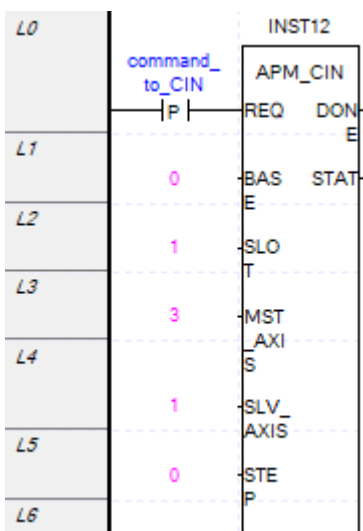 L0
INST12
command_
to_CIN
APM_CIN
P
REQ DON
E
L1
0
BAS STAT
E
L2
1
SLO
T
L3
3
MST
_AXI
S
L4
1
SLV_
AXIS
L5
0
STE
P
L6